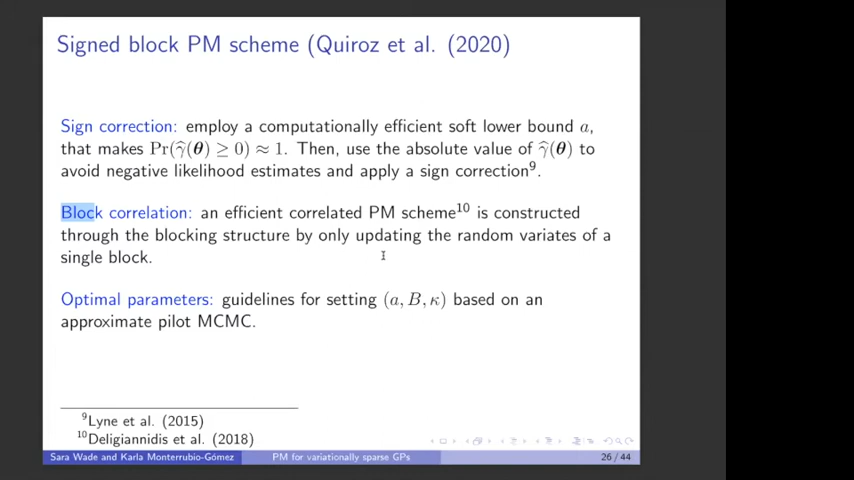 Signed block PM scheme (Quiroz et al. (2020)
Sign correction: employ a computationally efficient soft lower bound a,
that makes Pr(γ̂(θ) ≥ 0) ≈ 1. Then, use the absolute value of γ̂(θ) to
avoid negative likelihood estimates and apply a sign correction⁹.
Block correlation: an efficient correlated PM scheme¹⁰ is constructed
through the blocking structure by only updating the random variates of a
single block.
Optimal parameters: guidelines for setting (a, B, κ) based on an
approximate pilot MCMC.
⁹Lyne et al. (2015)
¹⁰Deligiannidis et al. (2018)
Sara Wade and Karla Monterrubio-Gómez PM for variationally sparse GPs 26 / 44